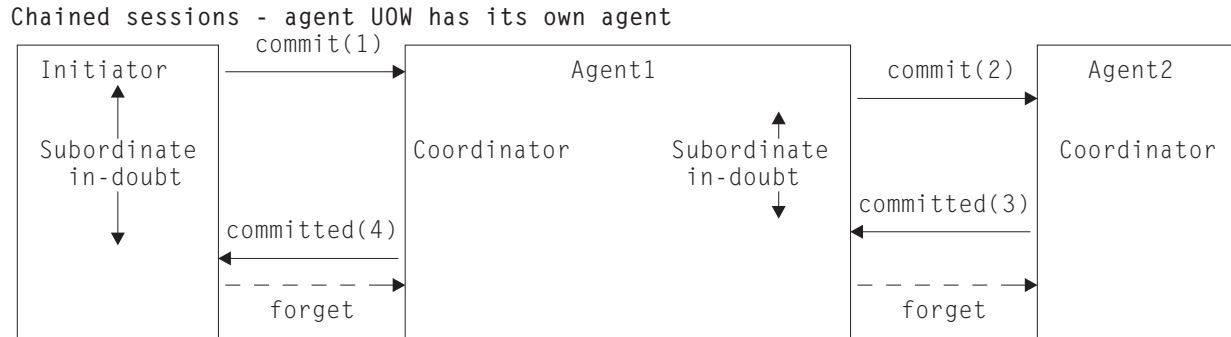 Chained sessions - agent UOW has its own agent
commit(1)
Initiator
Agent1
commit(2)
Agent2
Subordinate
in-doubt
Coordinator
Subordinate
in-doubt
Coordinator
committed(3)
committed(4)
forget
forget